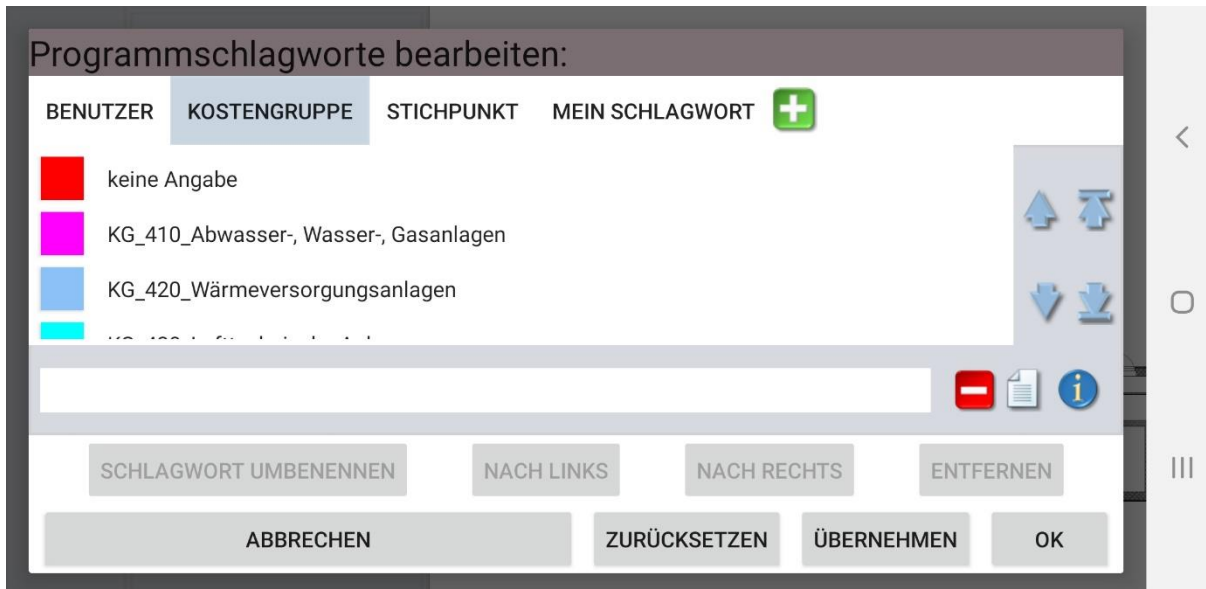 Programmschlagworte bearbeiten:
BENUTZER KOSTENGRUPPE STICHPUNKT MEIN SCHLAGWORT
keine Angabe
KG_410_Abwasser-, Wasser-, Gasanlagen
KG_420_Wärmeversorgungsanlagen
SCHLAGWORT UMBENENNEN NACH LINKS NACH RECHTS ENTFERNEN
ABBRECHEN ZURÜCKSETZEN ÜBERNEHMEN OK